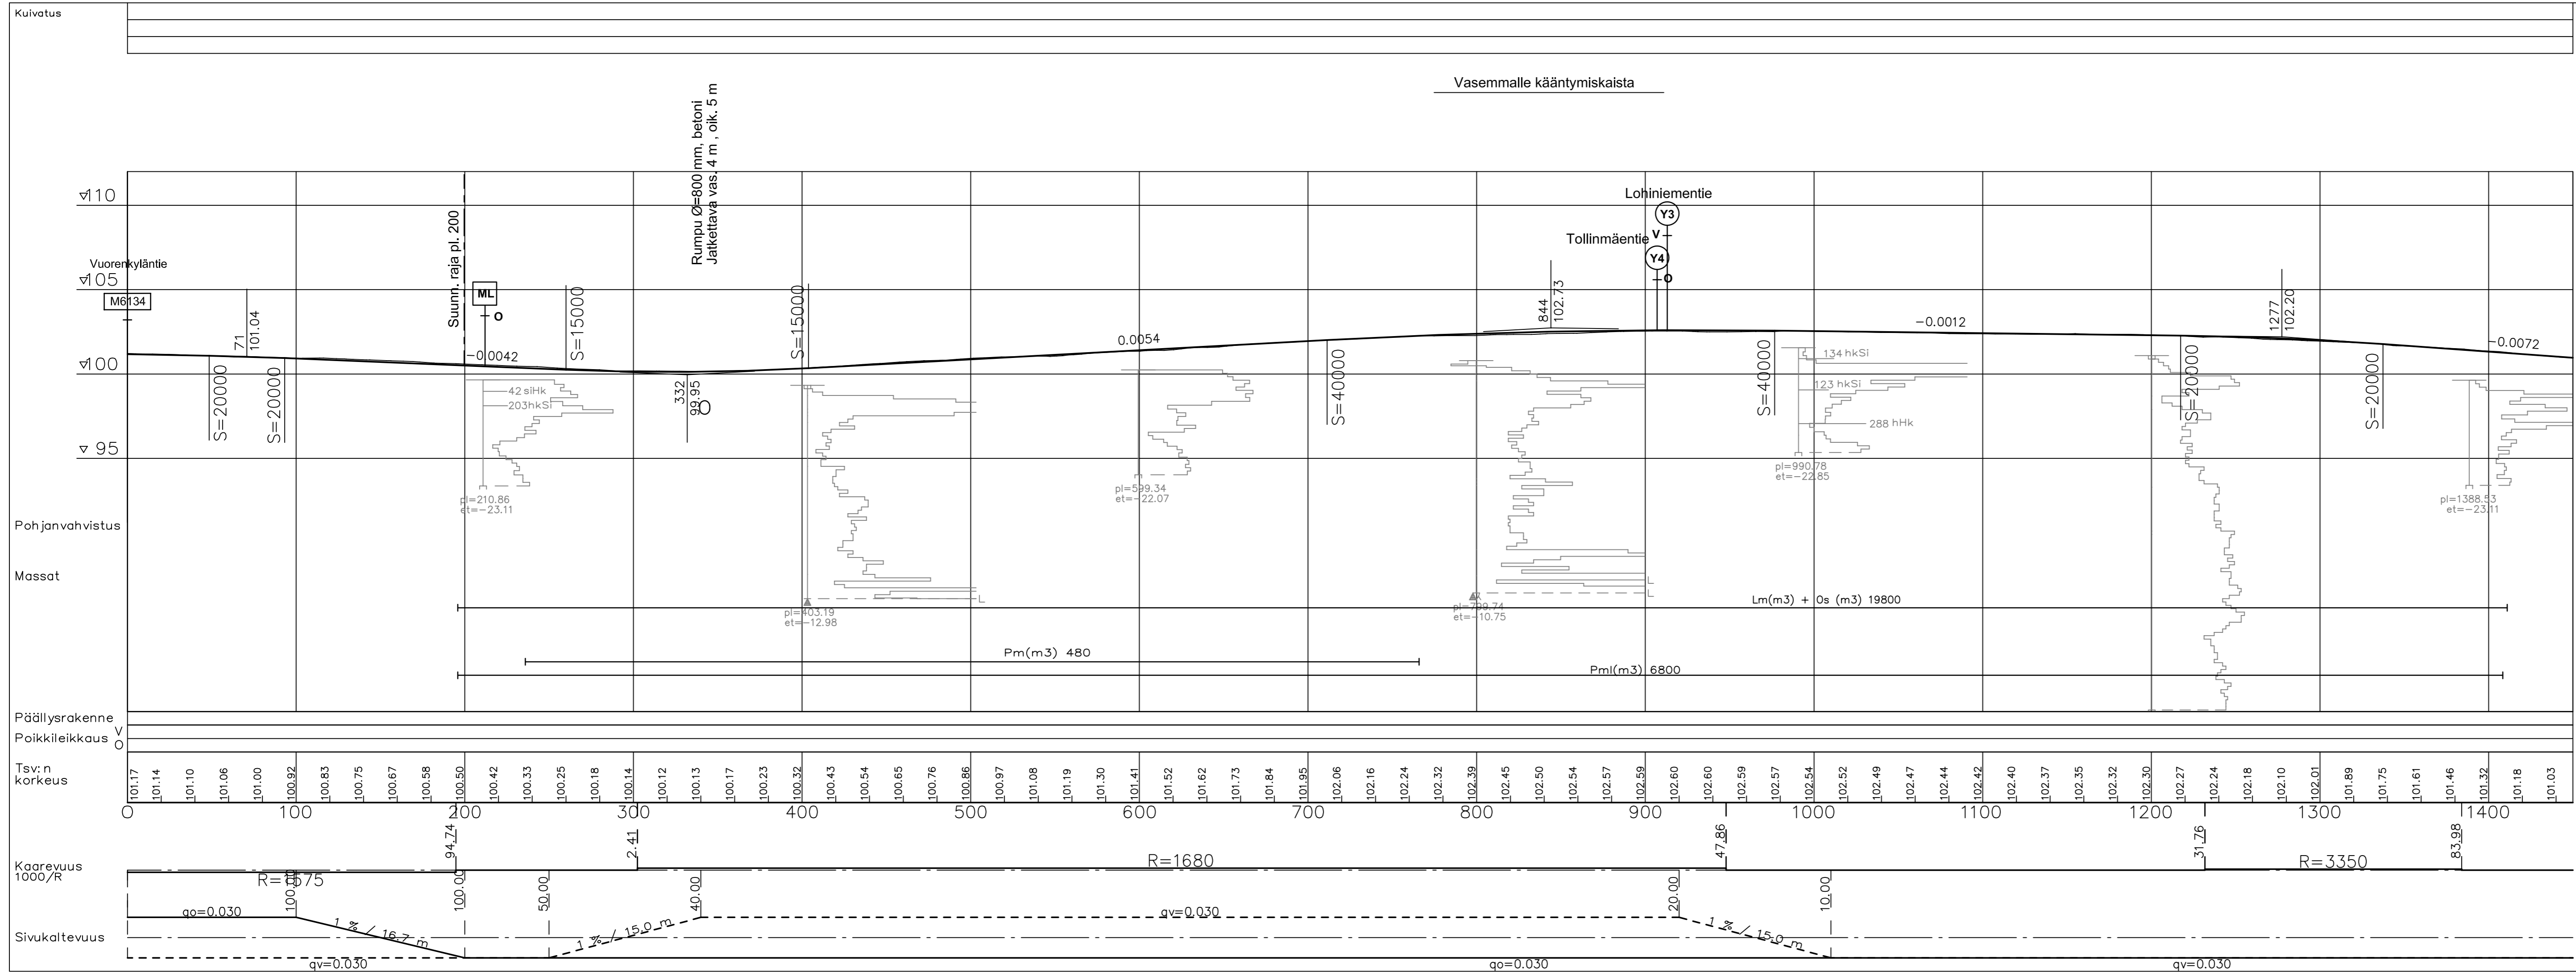 Kuivatus
Vasemmalle kääntymiskaista
Rumpu Ø=800 mm, betoni
Jatkettava vas. 4 m , oik. 5 m
110
Lohiniementie
Y3
V
Tollinmäentie
Y4
O
Suunn. raja pl. 200
Vuorenkyläntie
105
M6134
ML
O
71
101.04
S=15000
S=15000
844
102.73
1277
102.20
0.0054
-0.0012
-0.0072
-0.0042
100
S=20000
S=20000
332
99.95
S=40000
S=40000
S=20000
S=20000
42 siHk
203hkSi
134 hkSi
123 hkSi
288 hHk
95
pl=210.86
et=-23.11
pl=599.34
et=-22.07
pl=990.78
et=-22.85
pl=1388.53
et=-23.11
Pohjanvahvistus
Massat
L
L
L
pl=403.19
et=-12.98
pl=799.74
et=-10.75
Lm(m3) + Os (m3) 19800
Pm(m3) 480
Pml(m3) 6800
Päällysrakenne
Poikkileikkaus V
O
Tsv:n
korkeus
101.17 101.14 101.10 101.06 101.00 100.92 100.83 100.75 100.67 100.58 100.50 100.42 100.33 100.25 100.18 100.14 100.12 100.13 100.17 100.23 100.32 100.43 100.54 100.65 100.76 100.86 100.97 101.08 101.19 101.30 101.41 101.52 101.62 101.73 101.84 101.95 102.06 102.16 102.24 102.32 102.39 102.45 102.50 102.54 102.57 102.59 102.60 102.60 102.59 102.57 102.54 102.52 102.49 102.47 102.44 102.42 102.40 102.37 102.35 102.32 102.30 102.27 102.24 102.18 102.10 102.01 101.89 101.75 101.61 101.46 101.32 101.18 101.03
0 100 200 300 400 500 600 700 800 900 1000 1100 1200 1300 1400
94.74 2.41 47.86 31.76 83.98
Kaarevuus
1000/R
R=1575
R=1680
R=3350
100.00 100.00 50.00 40.00 20.00 10.00
qo=0.030
qv=0.030
1 % / 16.7 m
1 % / 15.0 m
1 % / 15.0 m
Sivukaltevuus
qv=0.030
qo=0.030
qv=0.030